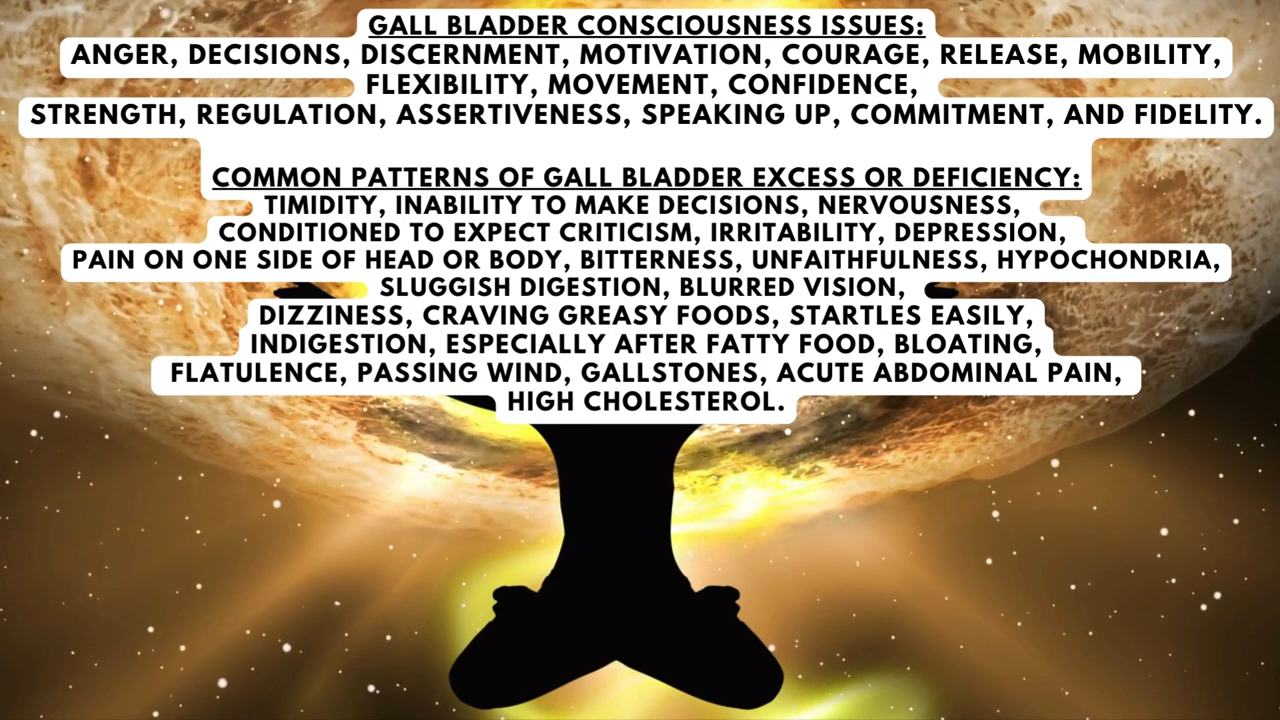 GALL BLADDER CONSCIOUSNESS ISSUES:
ANGER, DECISIONS, DISCERNMENT, MOTIVATION, COURAGE, RELEASE, MOBILITY,
FLEXIBILITY, MOVEMENT, CONFIDENCE,
STRENGTH, REGULATION, ASSERTIVENESS, SPEAKING UP, COMMITMENT, AND FIDELITY.
COMMON PATTERNS OF GALL BLADDER EXCESS OR DEFICIENCY:
TIMIDITY, INABILITY TO MAKE DECISIONS, NERVOUSNESS,
CONDITIONED TO EXPECT CRITICISM, IRRITABILITY, DEPRESSION,
PAIN ON ONE SIDE OF HEAD OR BODY, BITTERNESS, UNFAITHFULNESS, HYPOCHONDRIA,
SLUGGISH DIGESTION, BLURRED VISION,
DIZZINESS, CRAVING GREASY FOODS, STARTLES EASILY,
INDIGESTION, ESPECIALLY AFTER FATTY FOOD, BLOATING,
FLATULENCE, PASSING WIND, GALLSTONES, ACUTE ABDOMINAL PAIN,
HIGH CHOLESTEROL.